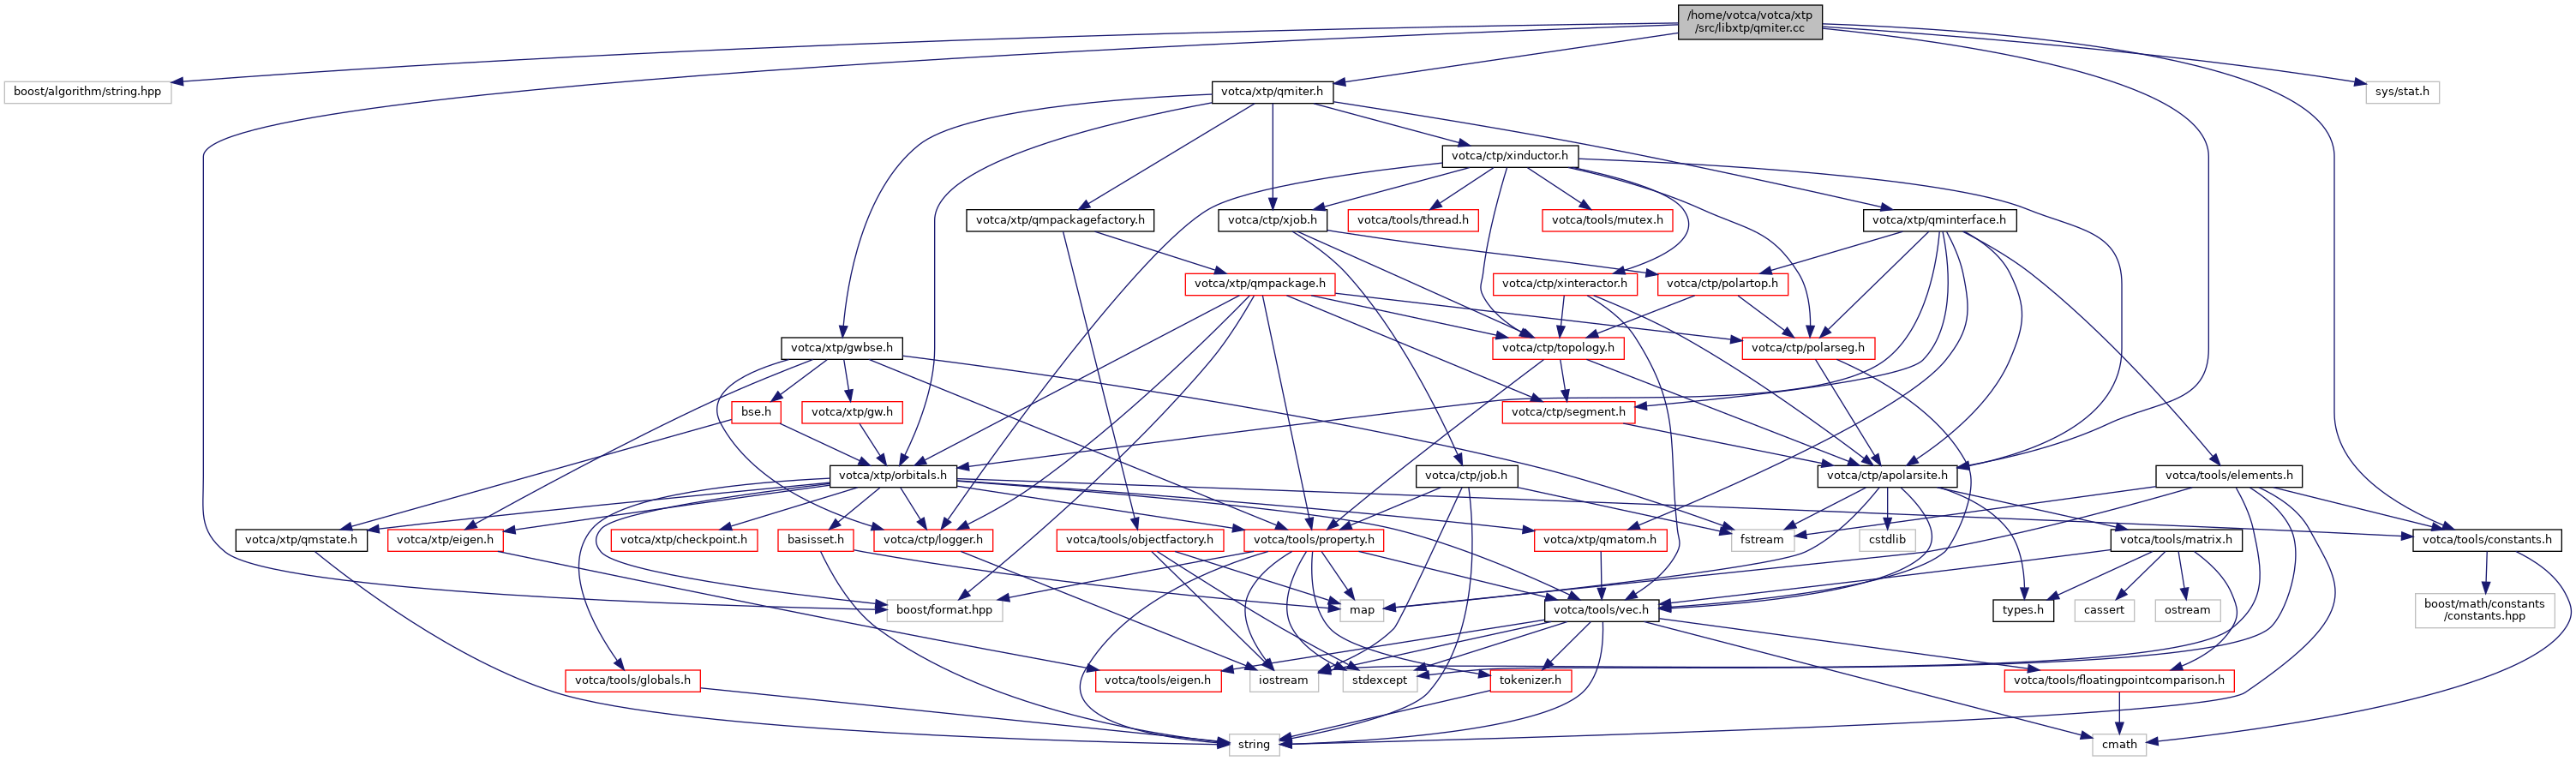 /home/votca/votca/xtp
/src/libxtp/qmiter.cc
boost/algorithm/string.hpp
votca/xtp/qmiter.h
sys/stat.h
votca/ctp/xinductor.h
votca/xtp/qmpackagefactory.h
votca/ctp/xjob.h
votca/tools/thread.h
votca/tools/mutex.h
votca/xtp/qminterface.h
votca/xtp/qmpackage.h
votca/ctp/xinteractor.h
votca/ctp/polartop.h
votca/xtp/gwbse.h
votca/ctp/topology.h
votca/ctp/polarseg.h
bse.h
votca/xtp/gw.h
votca/ctp/segment.h
votca/xtp/orbitals.h
votca/ctp/job.h
votca/ctp/apolarsite.h
votca/tools/elements.h
votca/xtp/qmstate.h
votca/xtp/eigen.h
votca/xtp/checkpoint.h
basisset.h
votca/ctp/logger.h
votca/tools/objectfactory.h
votca/tools/property.h
votca/xtp/qmatom.h
fstream
cstdlib
votca/tools/matrix.h
votca/tools/constants.h
boost/format.hpp
map
votca/tools/vec.h
types.h
cassert
ostream
boost/math/constants
/constants.hpp
votca/tools/globals.h
votca/tools/eigen.h
iostream
stdexcept
tokenizer.h
votca/tools/floatingpointcomparison.h
string
cmath